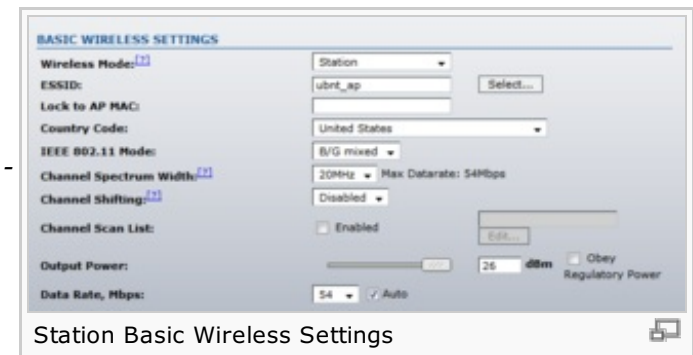 BASIC WIRELESS SETTINGS
Wireless Mode:[?] Station
ESSID: ubnt_ap Select...
Lock to AP MAC:
Country Code: United States
IEEE 802.11 Mode: B/G mixed
-
Channel Spectrum Width:[?] 20MHz Max Datarate: 54Mbps
Channel Shifting:[?] Disabled
Channel Scan List: Enabled
Edit...
Output Power: 26 dBm Obey
Regulatory Power
Data Rate, Mbps: 54 Auto
Station Basic Wireless Settings